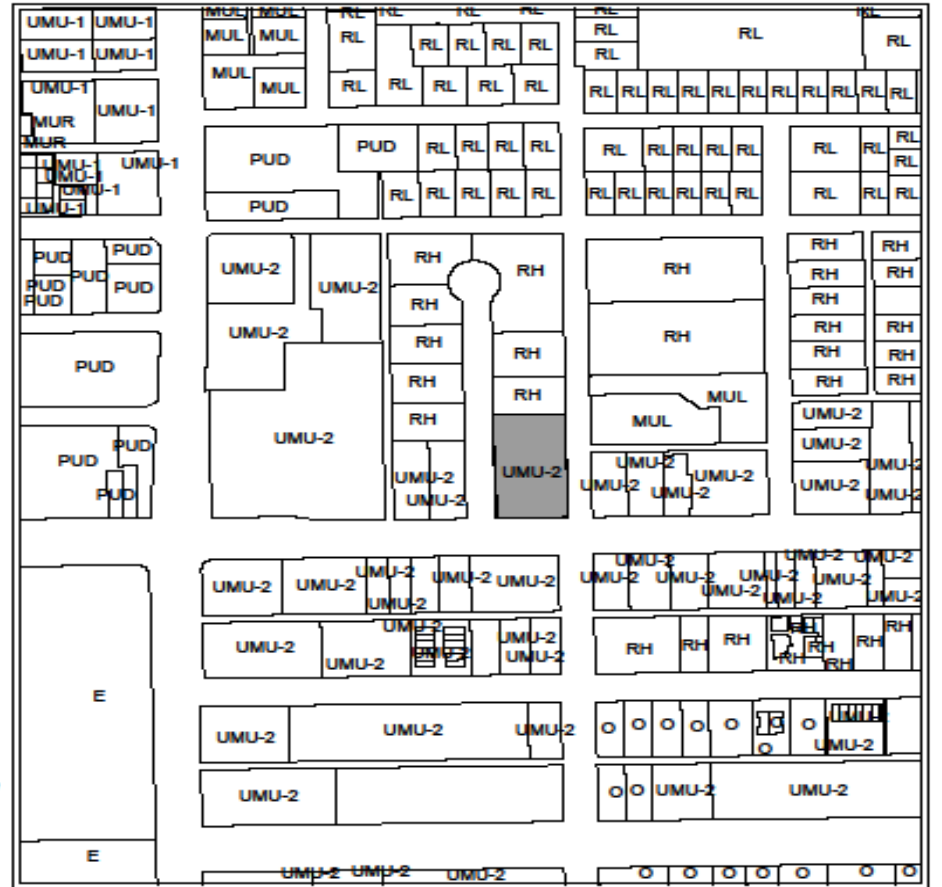 UMU-1 UMU-1 MUL MUL RL RL RL RL
UMU-1 UMU-1 MUL MUL RL RL RL RL RL RL RL RL RL
MUL MUL RL RL RL RL RL
UMU-1 UMU-1 RL RL RL RL RL RL RL RL RL RL RL
MUR
MUR
UMU-1 UMU-1 PUD PUD RL RL RL RL RL RL RL RL RL RL RL RL
UMU-1 RL
UMU-1
UMU-1 PUD RL RL RL RL RL RL RL RL RL RL RL RL RL RL
PUD PUD UMU-2 RH RH RH RH RH
PUD PUD PUD UMU-2 RH RH RH
PUD
UMU-2 RH RH RH RH
RH RH RH RH RH
PUD RH RH RH RH
MUL
RH MUL UMU-2
PUD PUD UMU-2 UMU-2
UMU-2 UMU-2 UMU-2 UMU-2 UMU-2 UMU-2 UMU-2
PUD UMU-2 UMU-2 UMU-2
UMU-2 UMU-2 UMU-2 UMU-2
UMU-2 UMU-2 UMU-2 UMU-2 UMU-2 UMU-2 UMU-2 UMU-2 UMU-2
UMU-2 UMU-2 UMU-2 UMU-2
UMU-2 RH RH
UMU-2 UMU-2 RH RH RH RH RH
UMU-2 UMU-2 UMU-2 RH RH
E
UMU-2 UMU-2 UMU-2 O O O O O O O UMU-2
O UMU-2
UMU-2 O O UMU-2 UMU-2
E
UMU-2 UMU-2 UMU-2 O O O O O O O